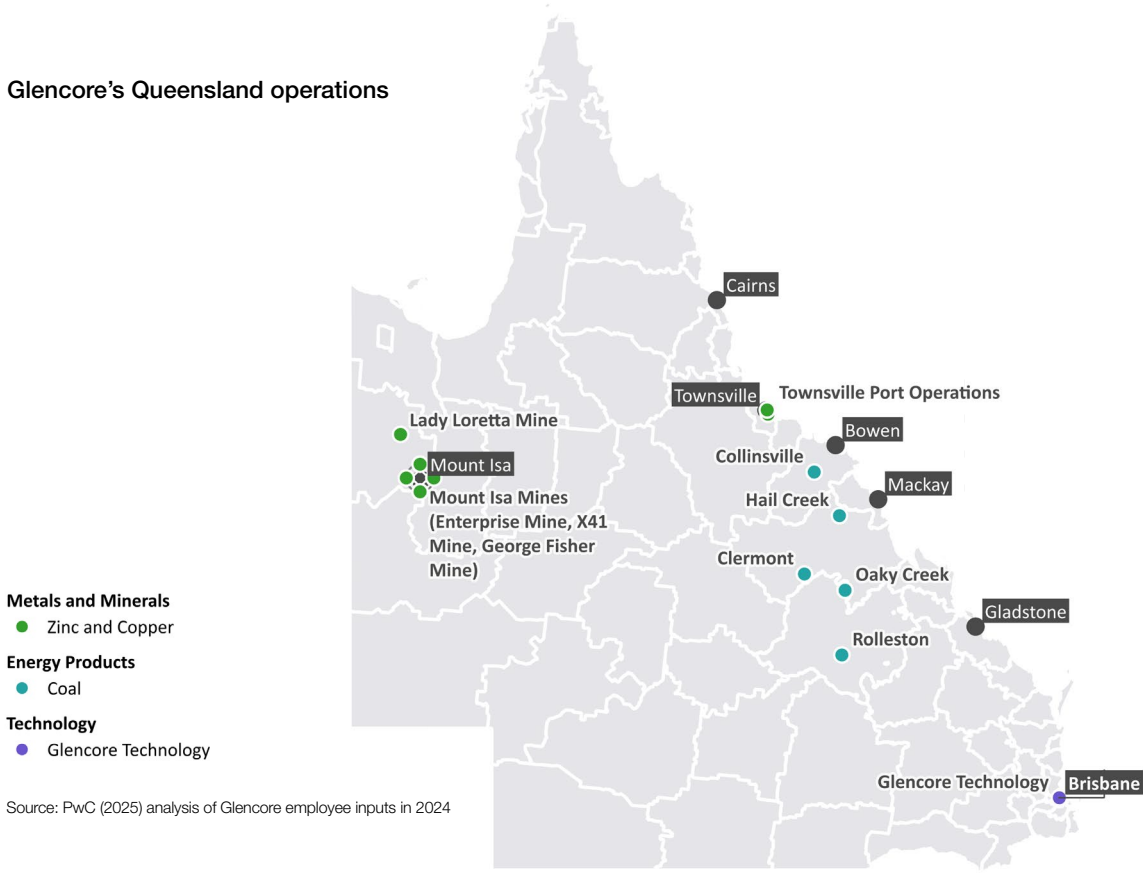 Glencore's Queensland operations
Cairns
Townsville
Townsville Port Operations
Bowen
Lady Loretta Mine
Collinsville
Mount Isa
Mackay
Hail Creek
Mount Isa Mines
(Enterprise Mine, X41
Mine, George Fisher
Mine)
Clermont
Oaky Creek
Gladstone
Rolleston
Metals and Minerals
Zinc and Copper
Energy Products
Coal
Technology
Glencore Technology
Glencore Technology
Brisbane
Source: PwC (2025) analysis of Glencore employee inputs in 2024